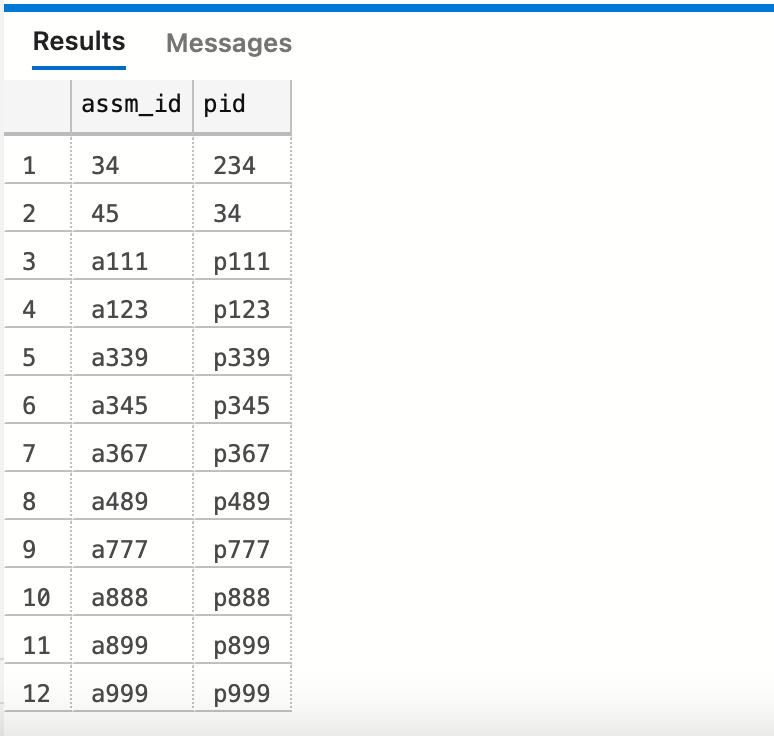 Results Messages
assm_id pid
1 34 234
2 45 34
3 a111 p111
4 a123 p123
5 a339 p339
6 a345 p345
7 a367 p367
8 a489 p489
9 a777 p777
10 a888 p888
11 a899 p899
12 a999 p999